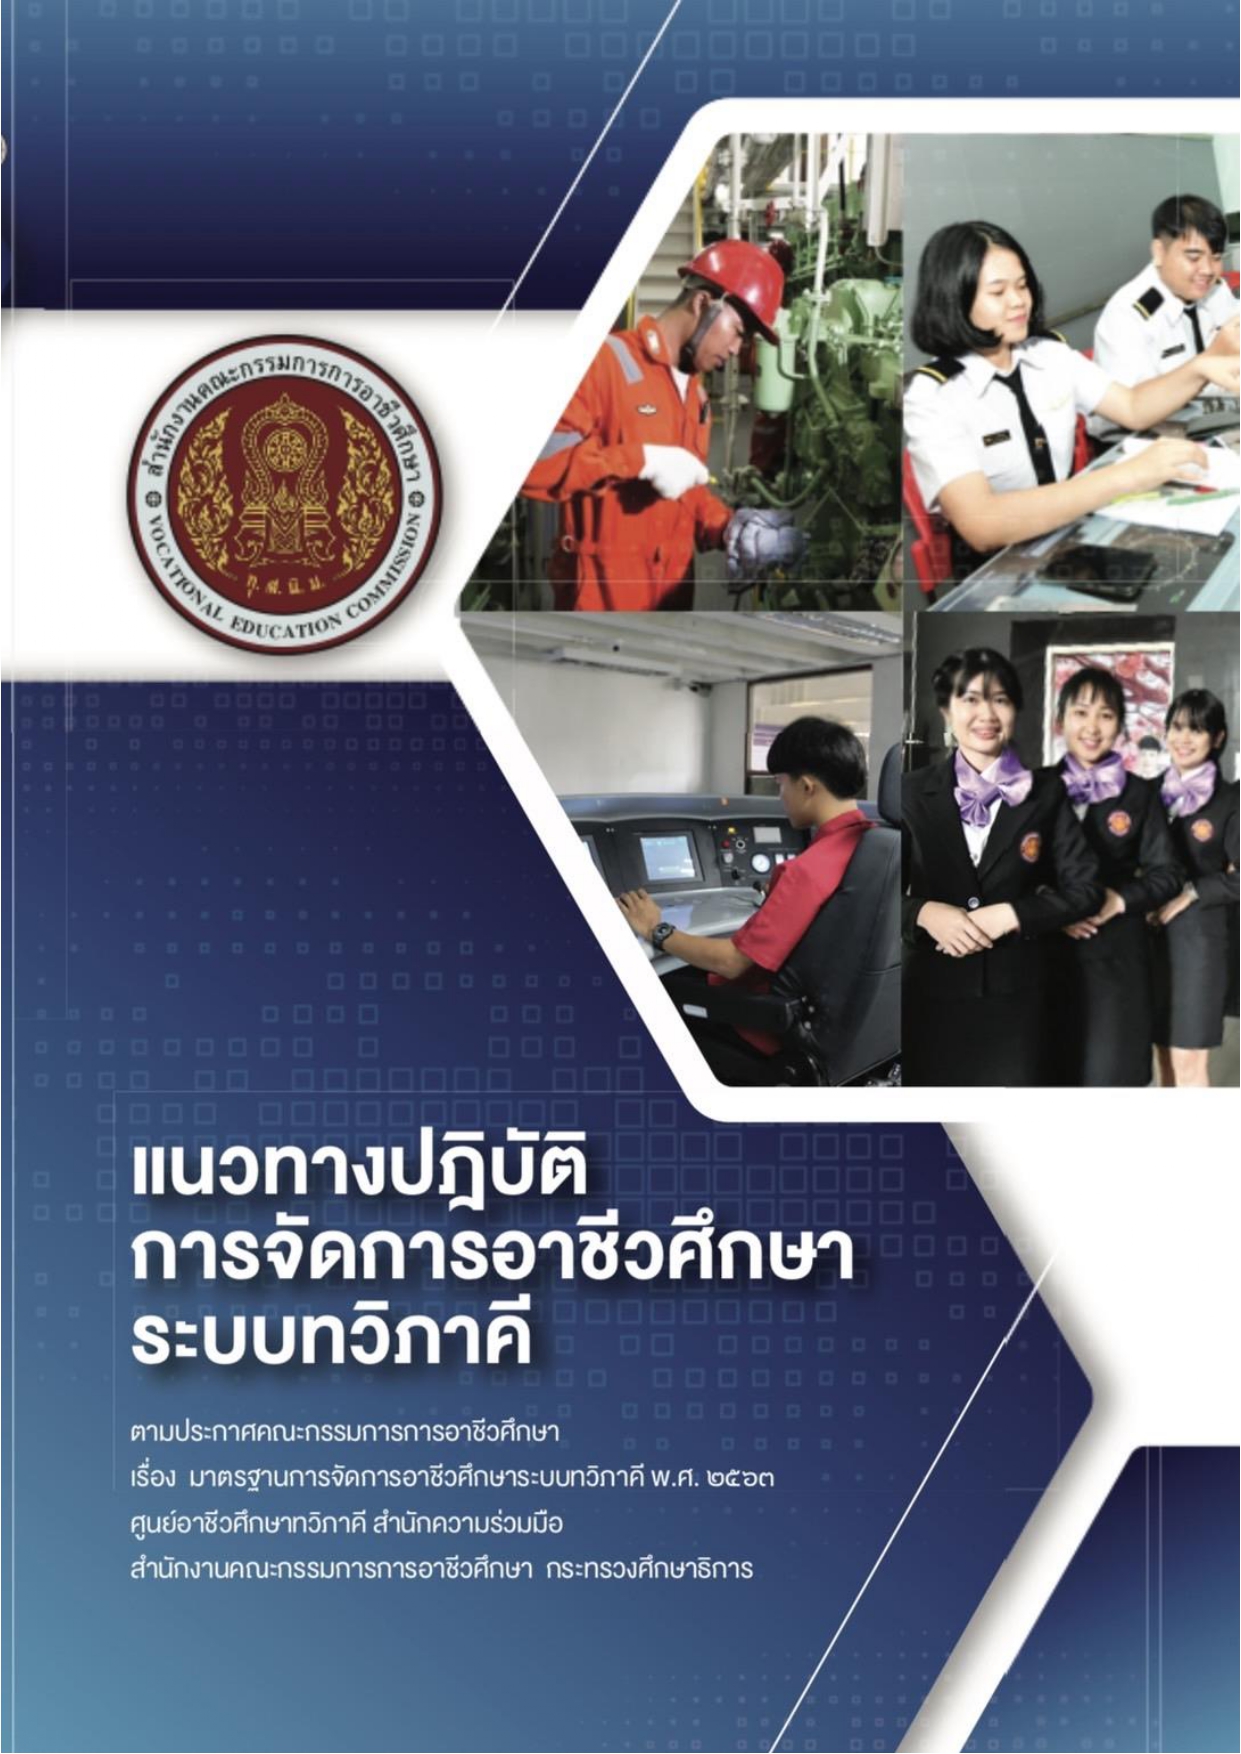 สำนักงานคณะกรรมการการอาชีวศึกษา
ทุ. ส. นิ. ม.
VOCATIONAL EDUCATION COMMISSION
แนวทางปฏิบัติ
การจัดการอาชีวศึกษา
ระบบทวิภาคี
ตามประกาศคณะกรรมการการอาชีวศึกษา
เรื่อง มาตรฐานการจัดการอาชีวศึกษาระบบทวิภาคี พ.ศ. ๒๕๖๓
ศูนย์อาชีวศึกษาทวิภาคี สำนักความร่วมมือ
สำนักงานคณะกรรมการการอาชีวศึกษา กระทรวงศึกษาธิการ